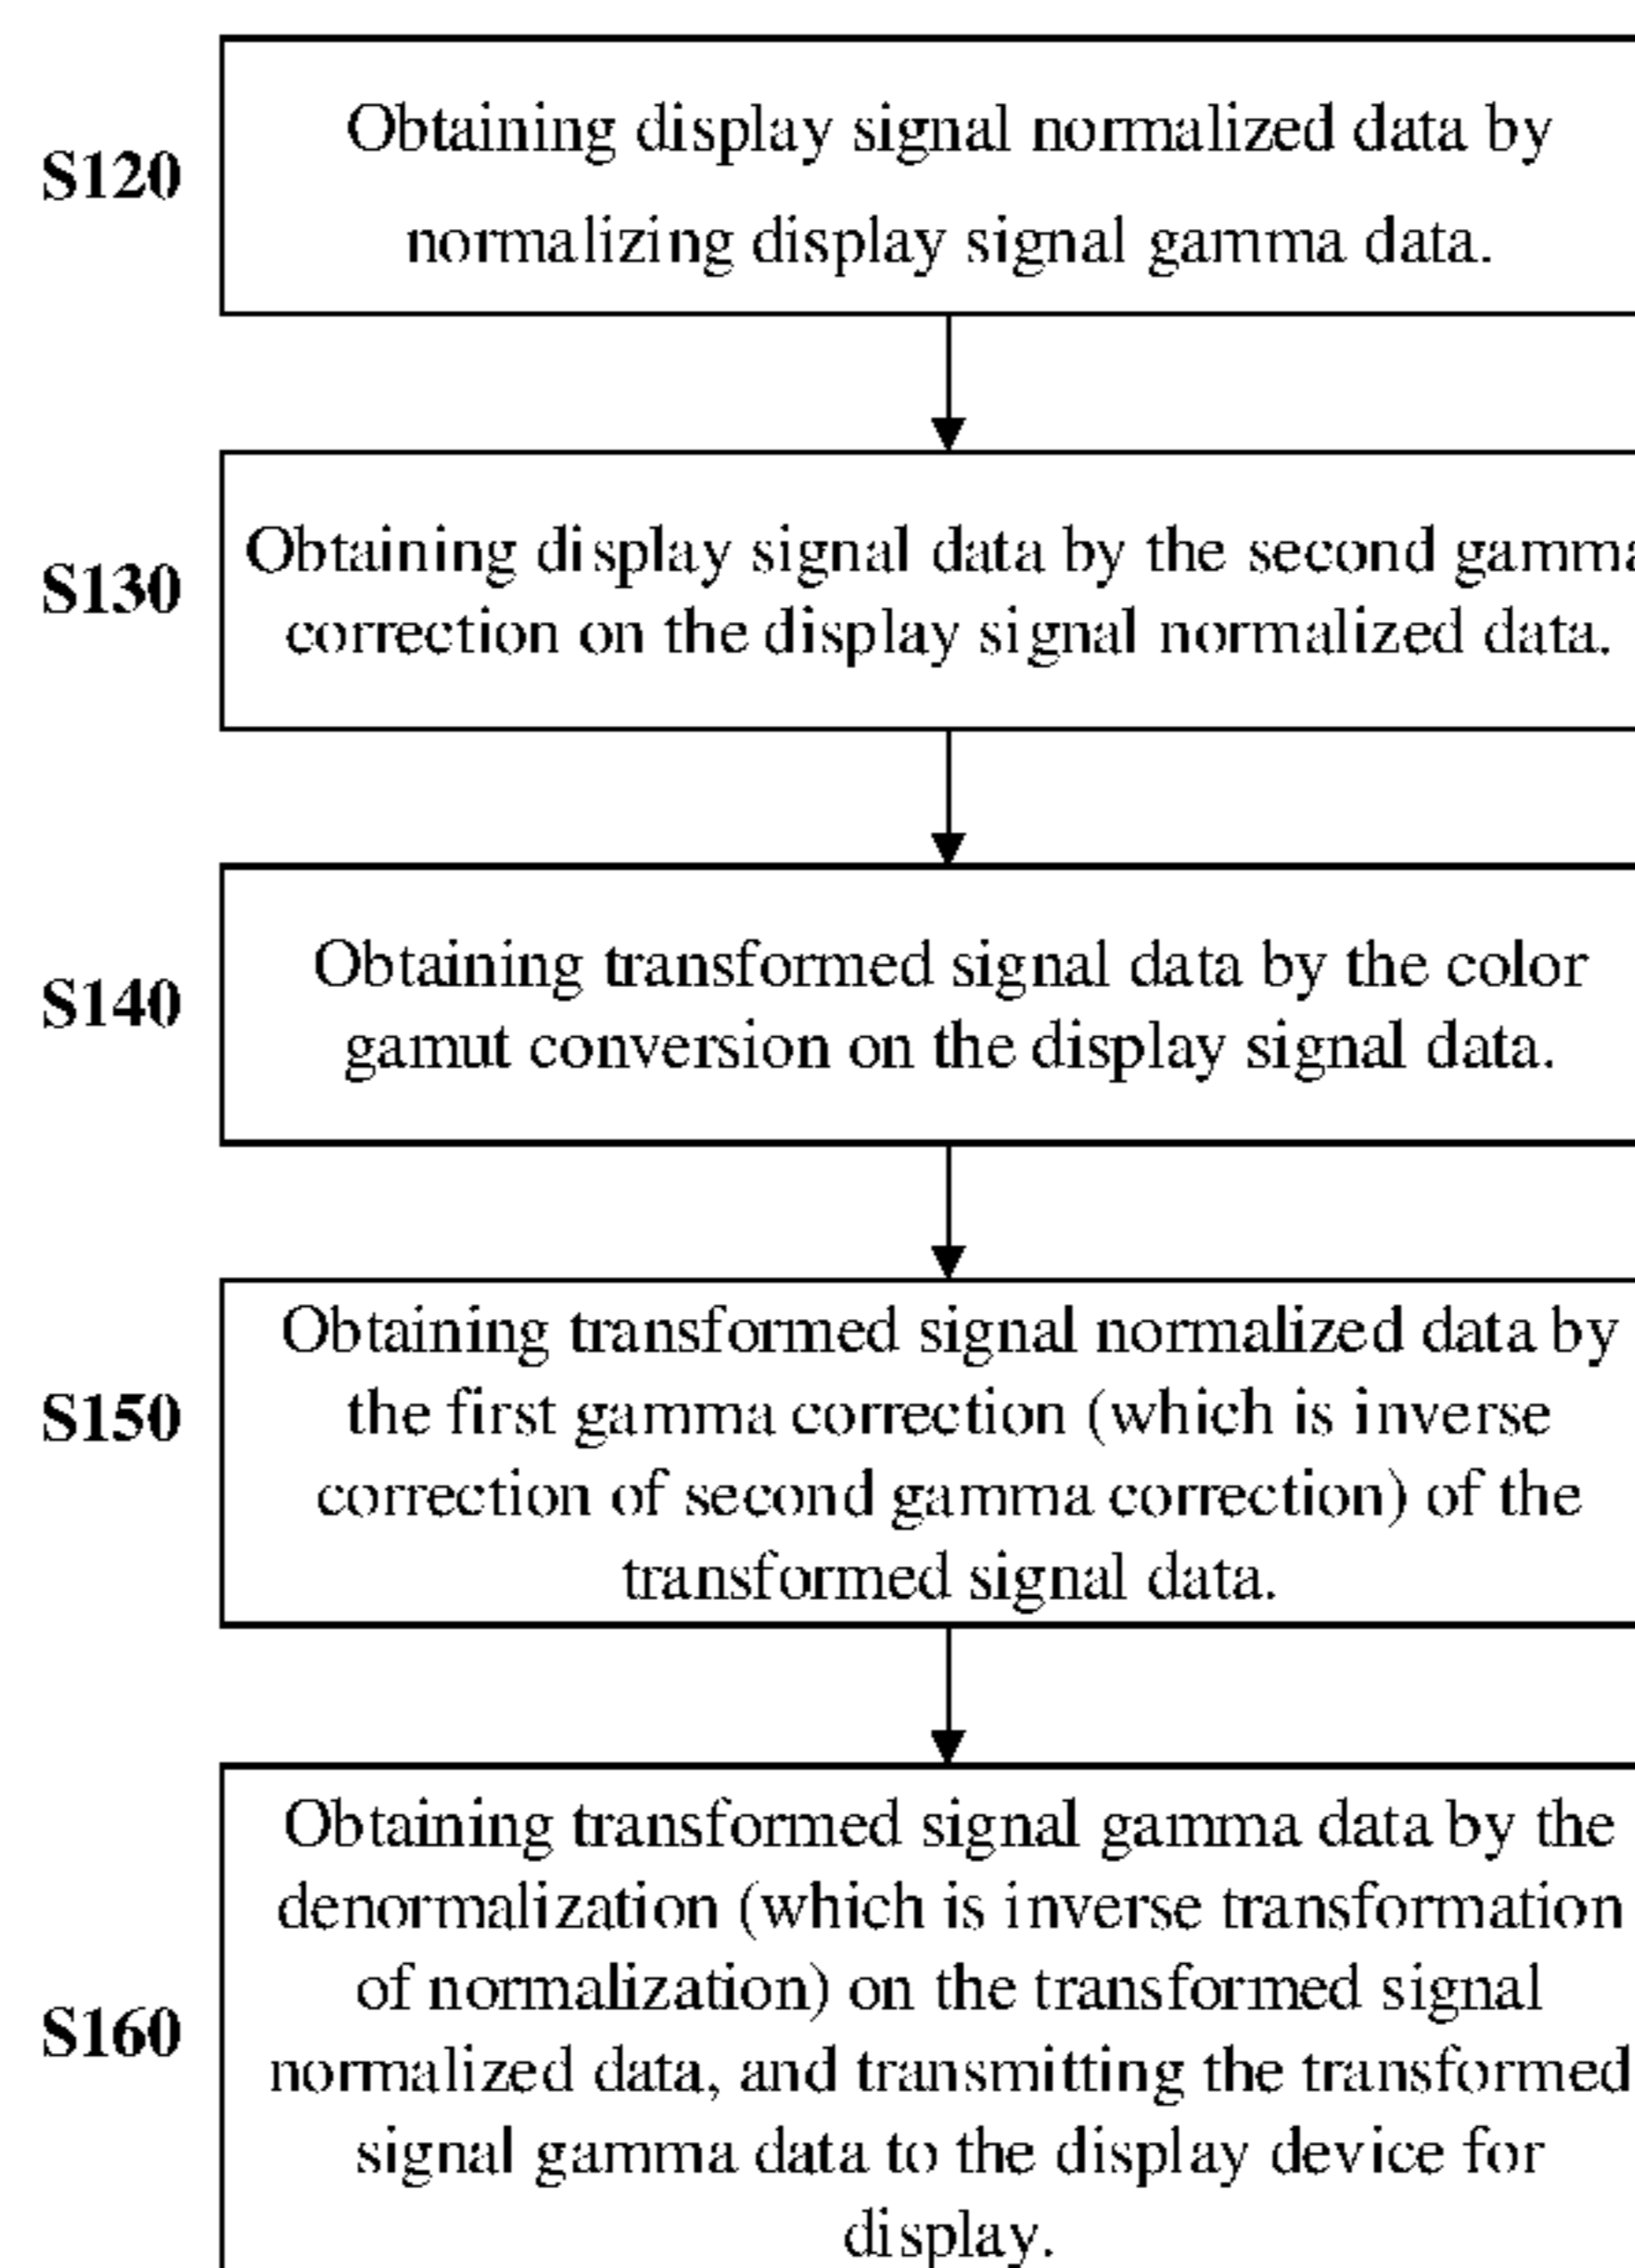 Obtaining display signal normalized data by
S120
normalizing display signal gamma data.
Obtaining display signal data by the second gamma
S130
correction on the display signal normalized data.
Obtaining transformed signal data by the color
S140
gamut conversion on the display signal data.
Obtaining transformed signal normalized data by
the first gamma correction (which is inverse
S150
correction of second gamma correction) of the
transformed signal data.
Obtaining transformed signal gamma data by the
denormalization (which is inverse transformation
of normalization) on the transformed signal
S160
normalized data, and transmitting the transformed
signal gamma data to the display device for
display.